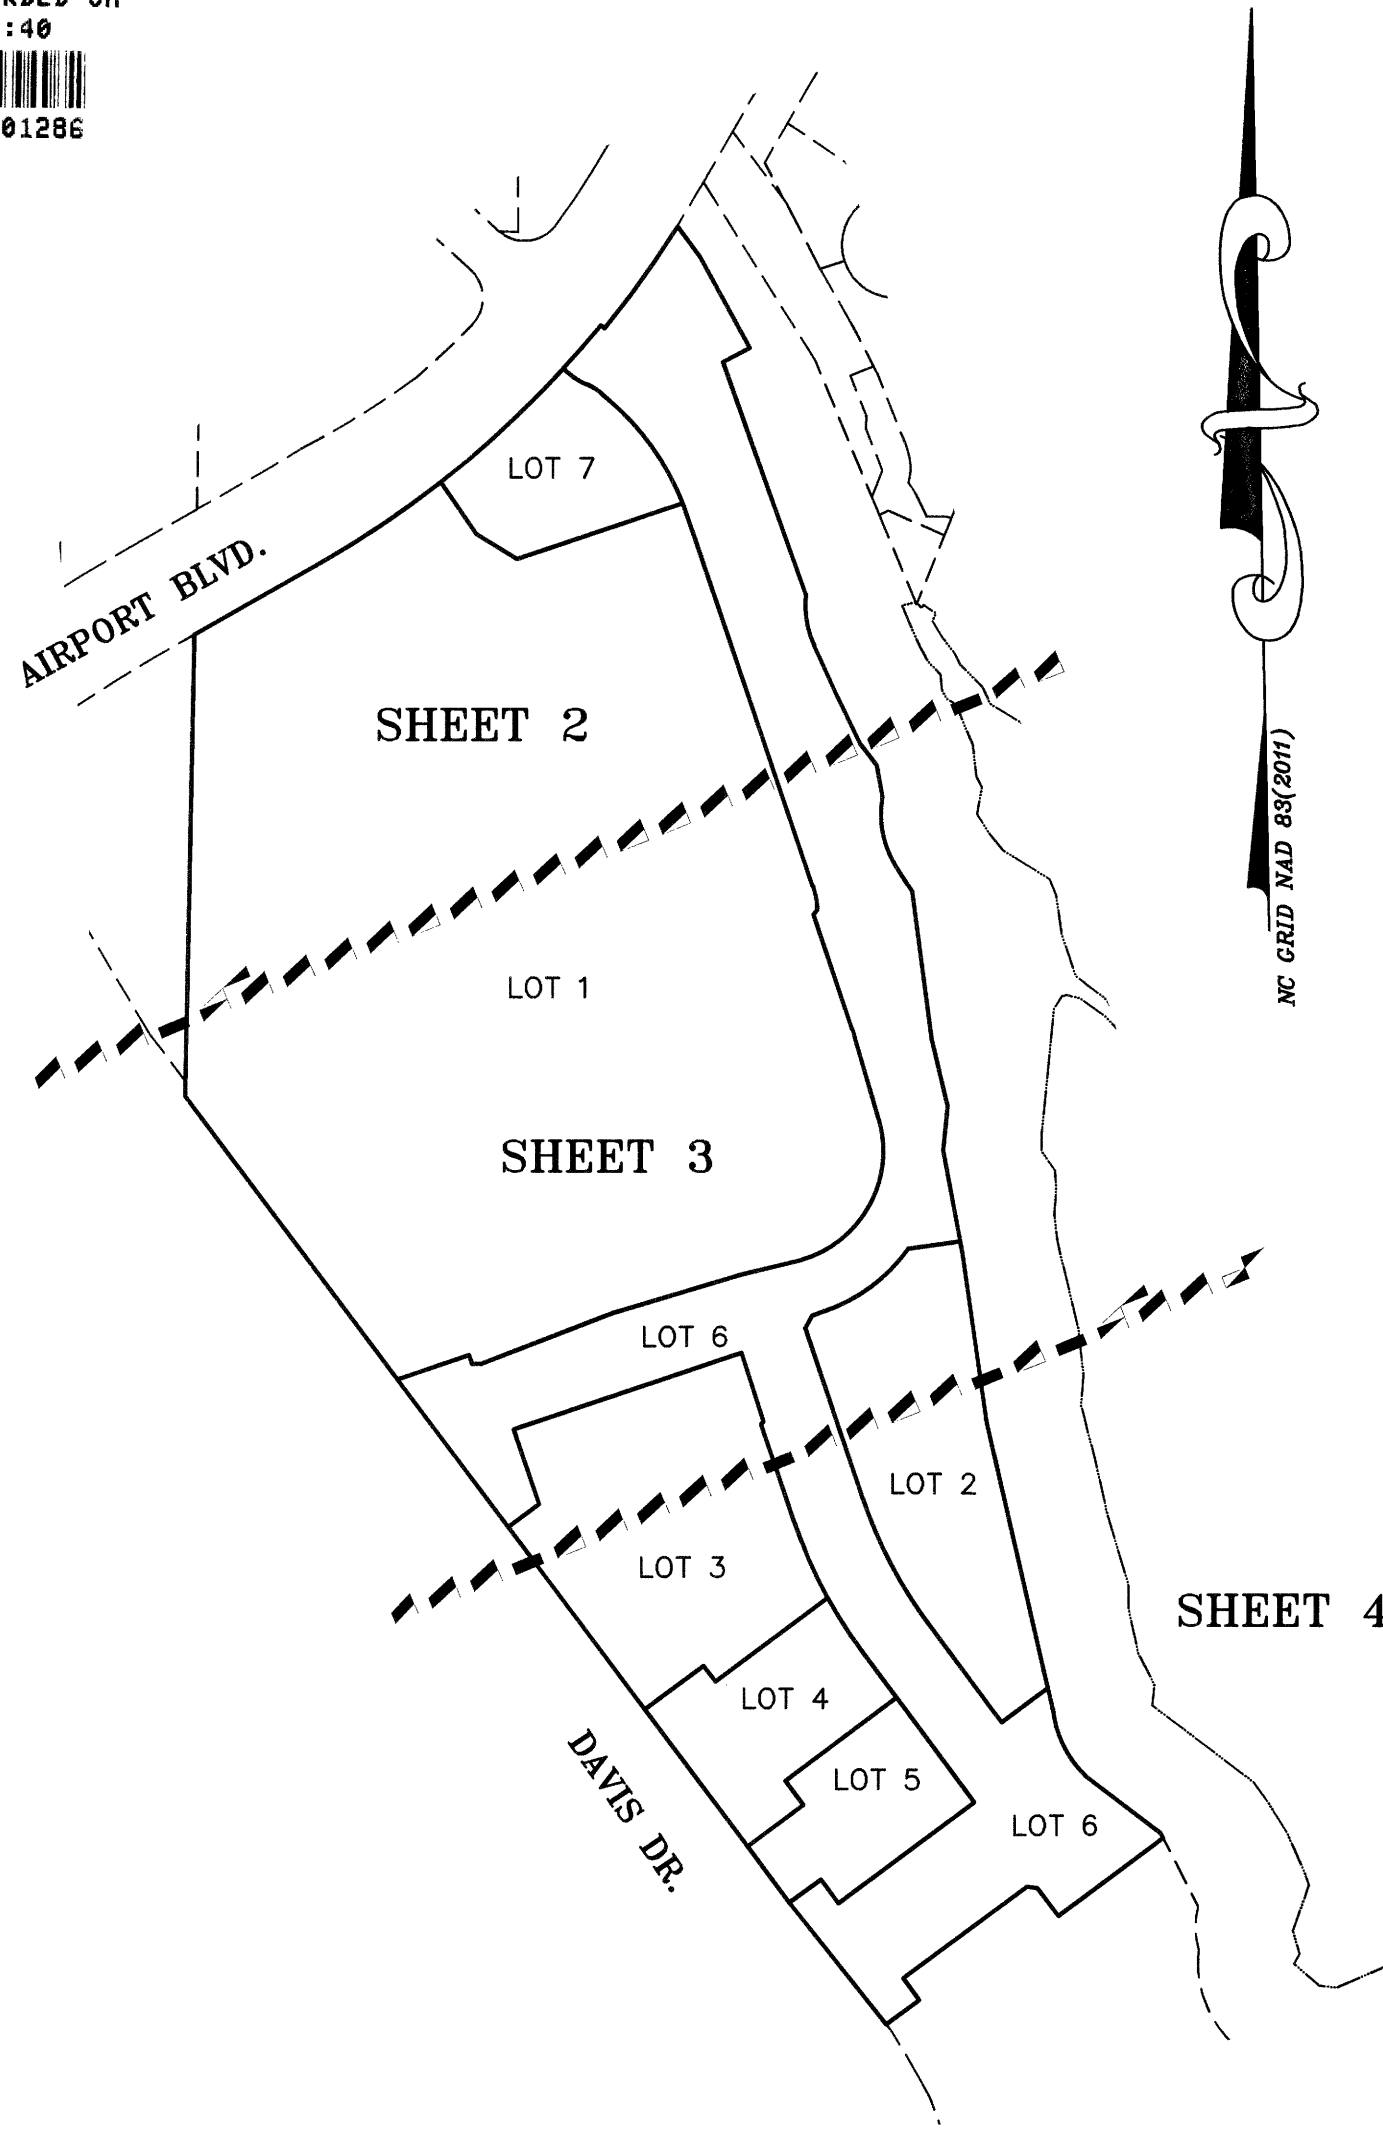 :40
01286
LOT 7
AIRPORT BLVD.
SHEET 2
NC GRID NAD 83(2011)
LOT 1
SHEET 3
LOT 6
LOT 2
LOT 3
SHEET 4
LOT 4
DAVIS DR.
LOT 5
LOT 6